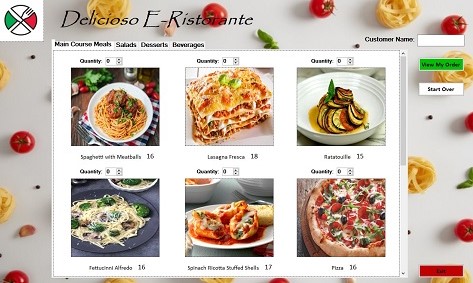 Delicioso E-Ristorante
Customer Name:
Main Course Meals Salads Desserts Beverages
View My Order
Start Over
Quantity: 0 Quantity: 0 Quantity: 0
Spaghetti with Meatballs 16 Lasagna Fresca 18 Ratatouille 15
Quantity: 0 Quantity: 0 Quantity: 0
Fettucinni Alfredo 16 Spinach Ricotta Stuffed Shells 17 Pizza 16
Exit